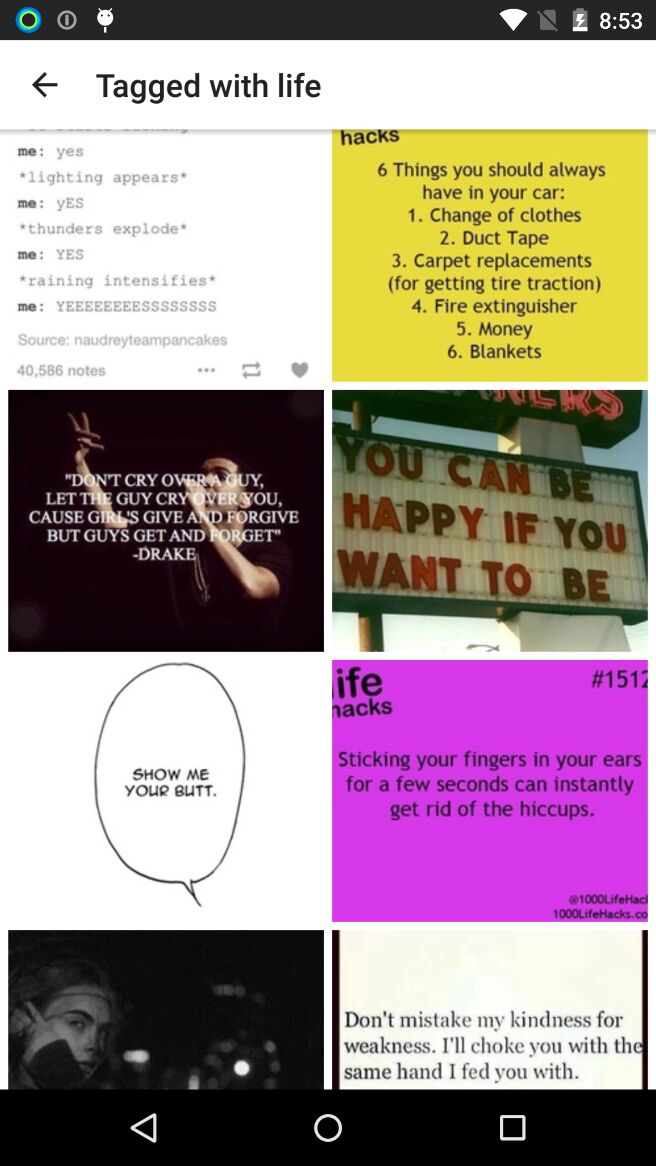 8:53
Tagged with life
me: yes
*lighting appears*
me: yES
*thunders explode*
me: YES
*raining intensifies*
me: YEEEEEEEESSSSSSSS
Source: naudreyteampancakes
40,586 notes
hacks
6 Things you should always
have in your car:
1. Change of clothes
2. Duct Tape
3. Carpet replacements
(for getting tire traction)
4. Fire extinguisher
5. Money
6. Blankets
"DON'T CRY OVER A GUY,
LET THE GUY CRY OVER YOU,
CAUSE GIRL'S GIVE AND FORGIVE
BUT GUYS GET AND FORGET"
-DRAKE
YOU CAN BE
HAPPY IF YOU
WANT TO BE
SHOW ME
YOUR BUTT.
ife
hacks
#1512
Sticking your fingers in your ears
for a few seconds can instantly
get rid of the hiccups.
@1000LifeHac
1000LifeHacks.co
Don't mistake my kindness for
weakness. I'll choke you with the
same hand I fed you with.